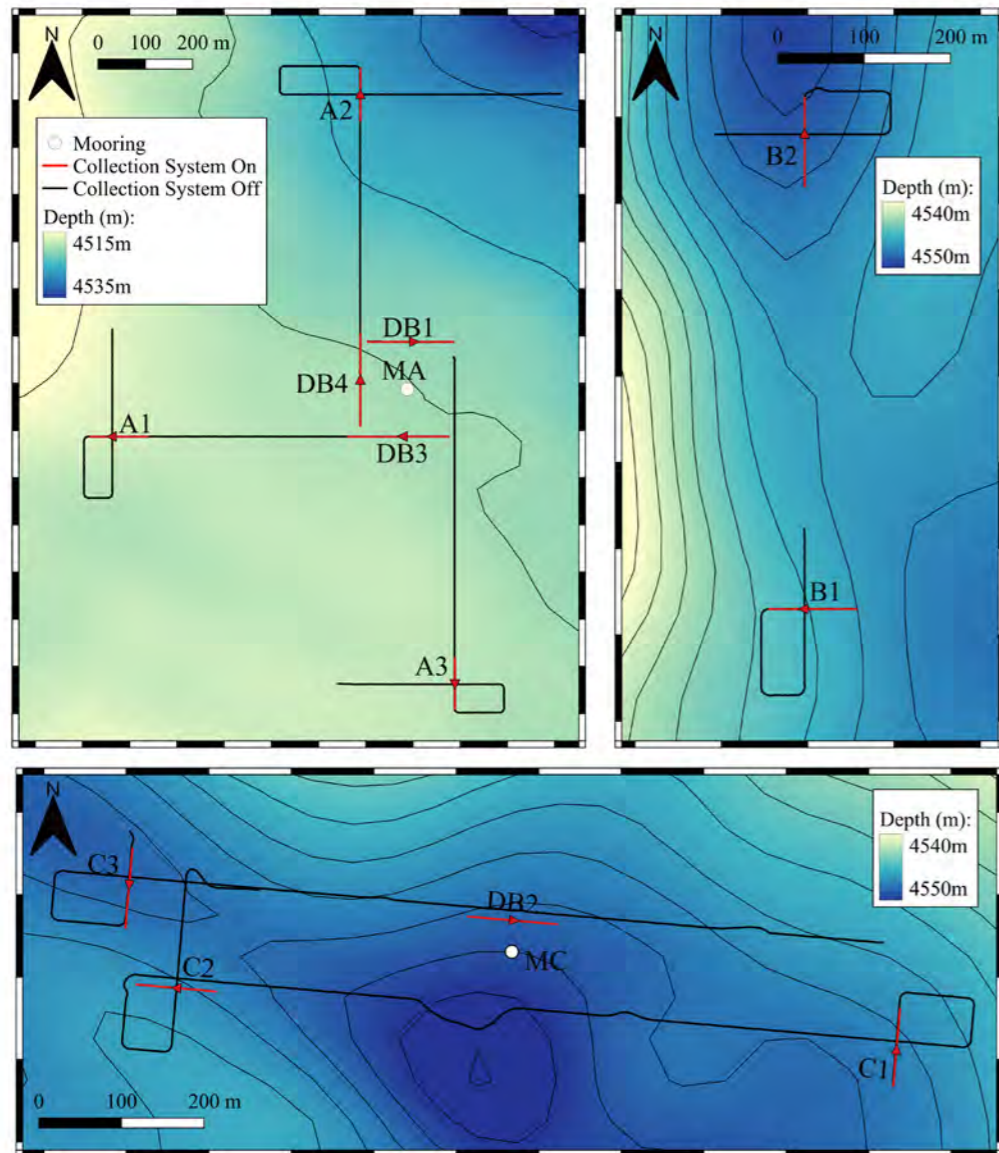 N
0 100 200 m
Mooring
Collection System On
Collection System Off
Depth (m):
4515m
4535m
A2
DB1
MA
DB4
A1
DB3
A3
N
0 100 200 m
B2
Depth (m):
4540m
4550m
B1
N
Depth (m):
4540m
4550m
C3
DB2
C2
MC
C1
0 100 200 m